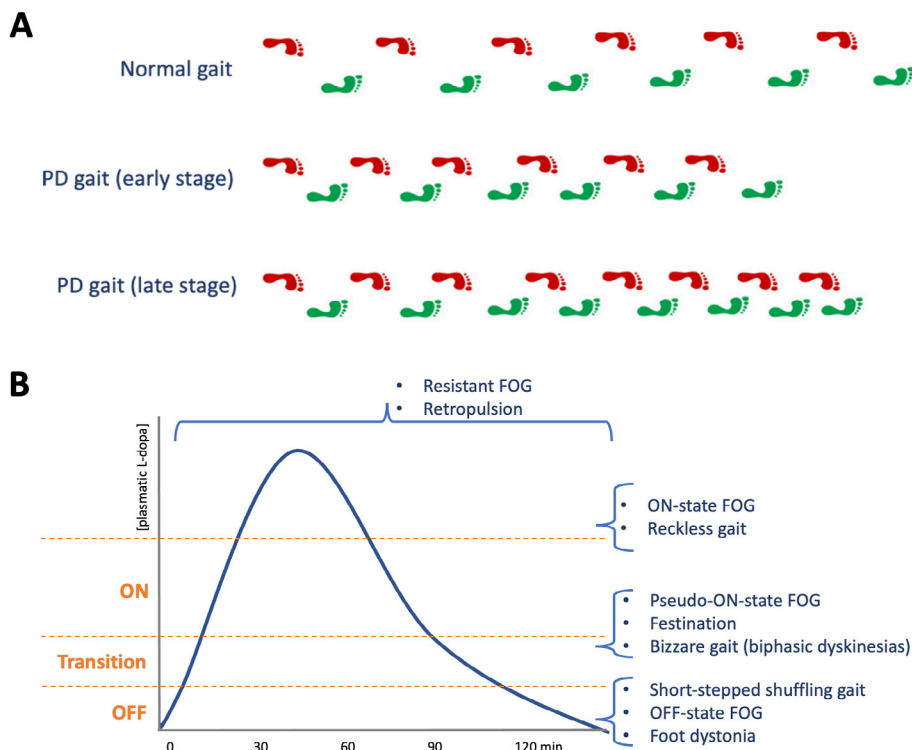 A
Normal gait
PD gait (early stage)
PD gait (late stage)
B
• Resistant FOG
• Retropulsion
[plasmatic L-dopa]
• ON-state FOG
• Reckless gait
ON
• Pseudo-ON-state FOG
• Festination
• Bizzare gait (biphasic dyskinesias)
Transition
• Short-stepped shuffling gait
OFF
• OFF-state FOG
• Foot dystonia
0 30 60 90 120 min